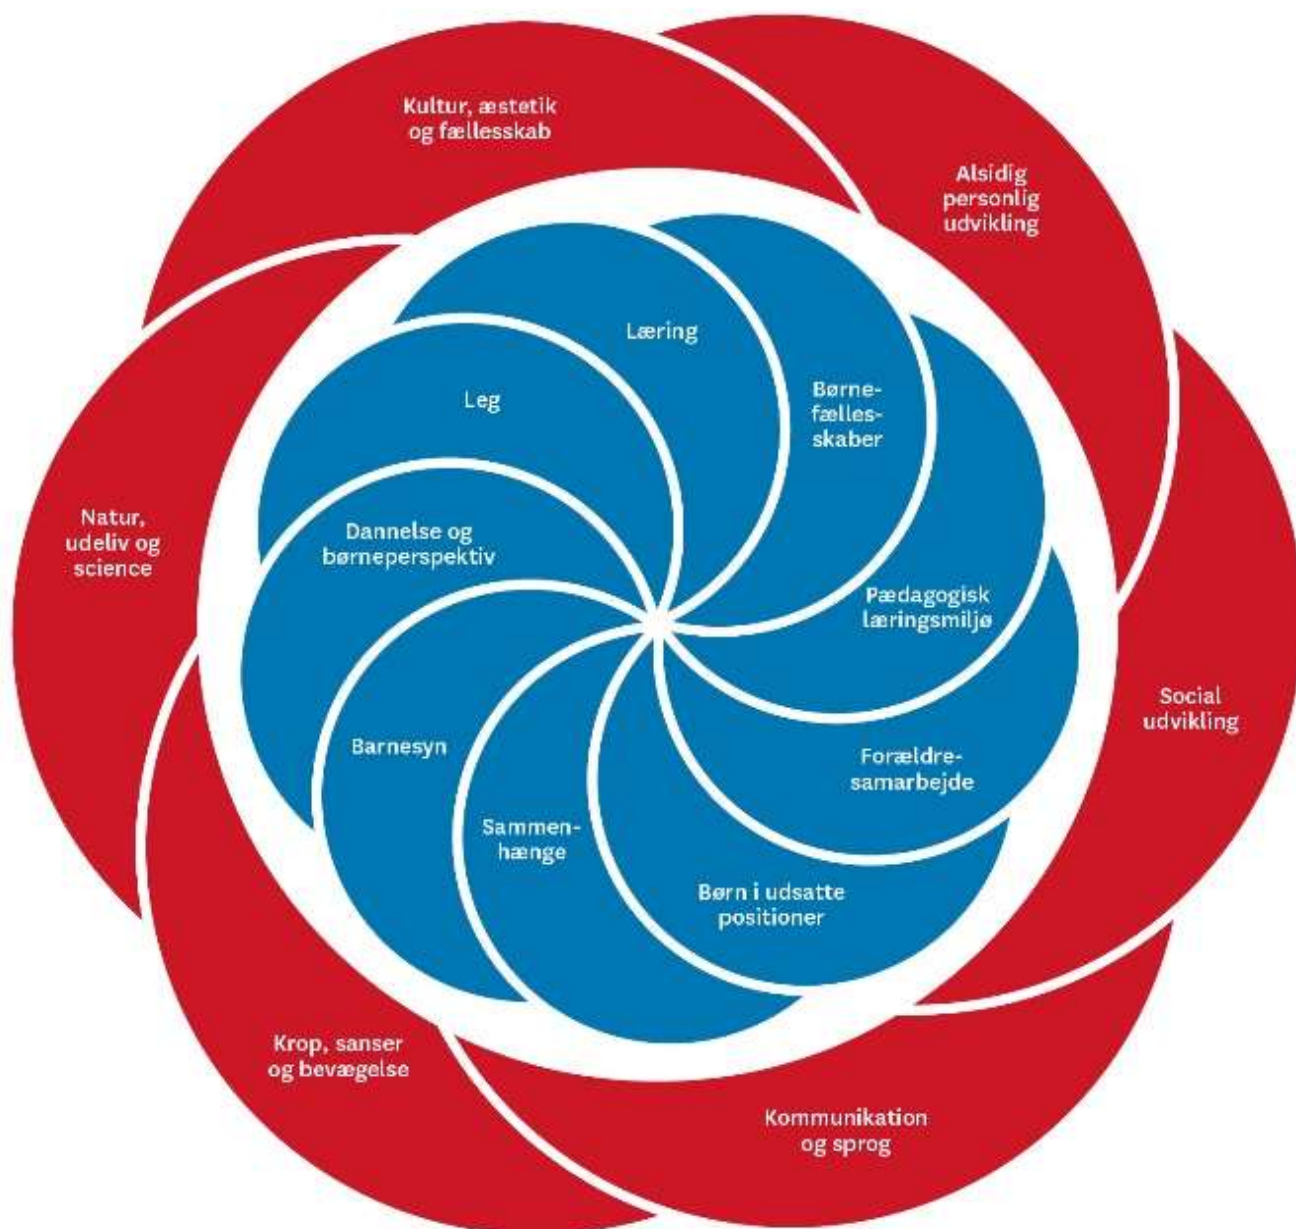 Kultur, æstetik
og fællesskab
Alsidig
personlig
udvikling
Social
udvikling
Kommunikation
og sprog
Krop, sanser
og bevægelse
Natur,
udeliv og
science
Læring
Børne-
fælles-
skaber
Pædagogisk
læringsmiljø
Forældre-
samarbejde
Børn i udsatte
positioner
Sammen-
hænge
Barnesyn
Dannelse og
børneperspektiv
Leg